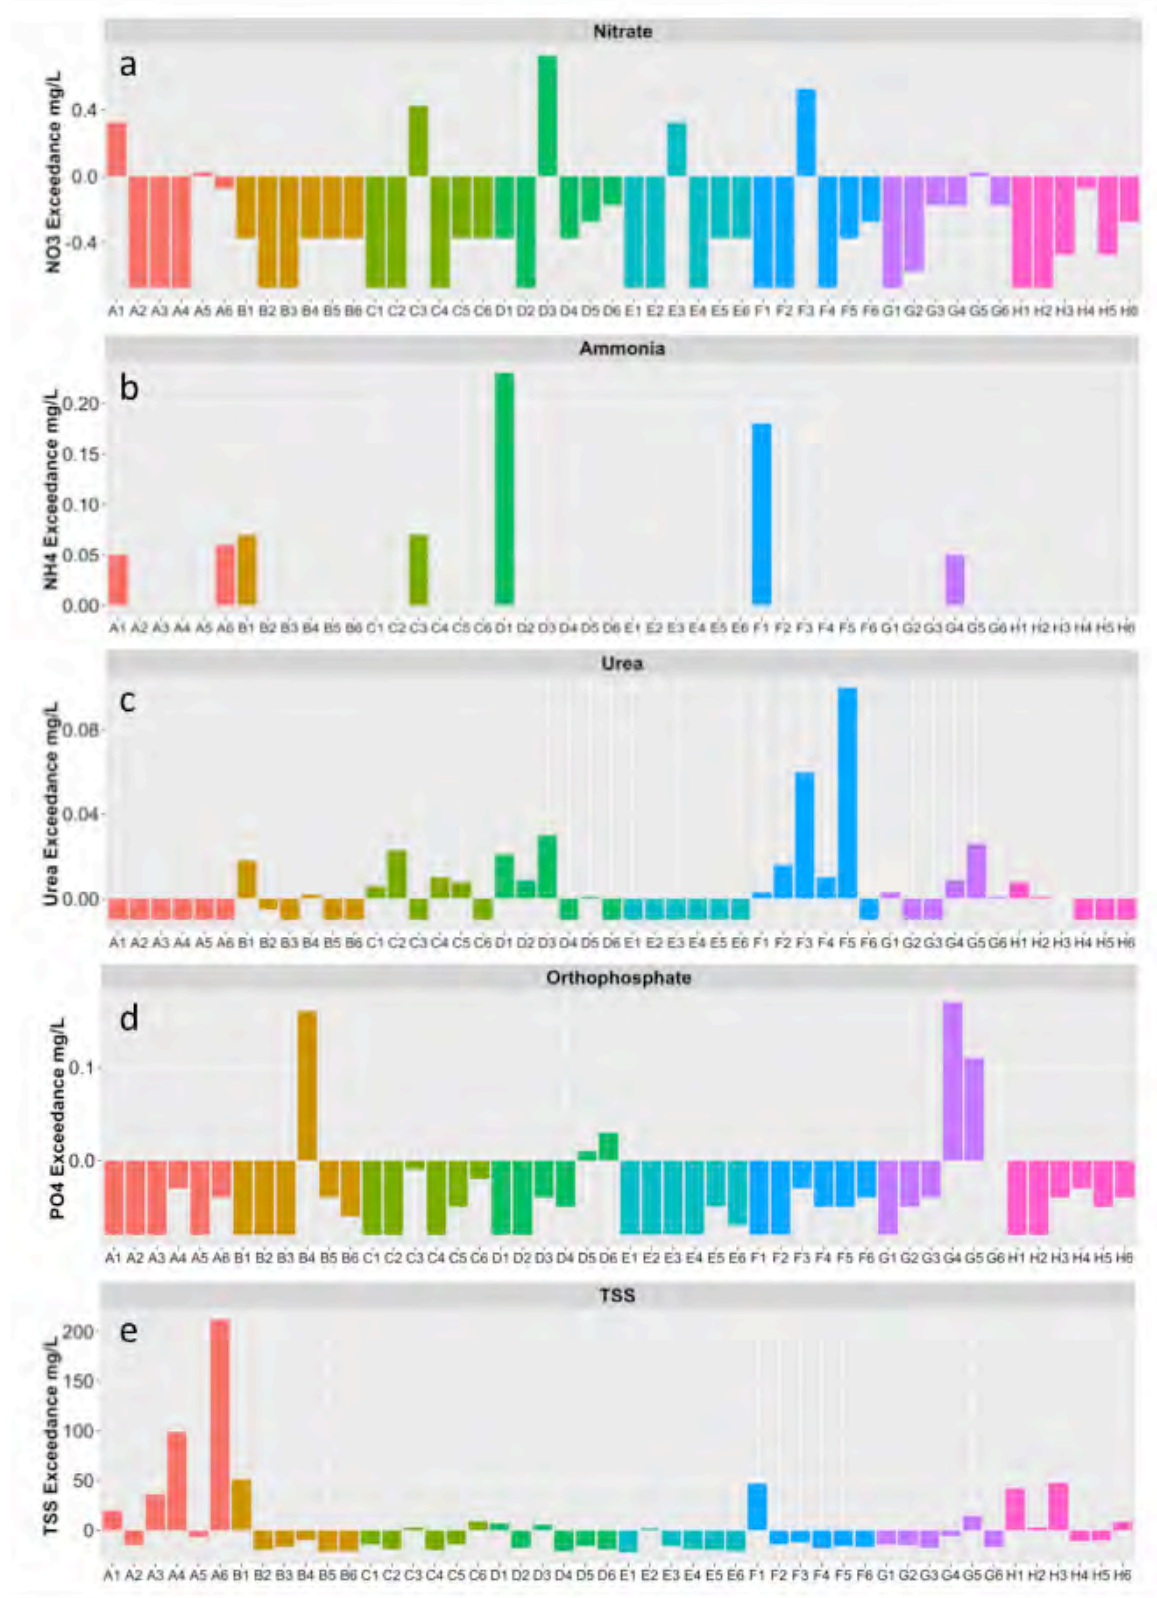 Nitrate
a
NO3 Exceedance mg/L
0.4
0.0
-0.4
A1 A2 A3 A4 A5 A6 B1 B2 B3 B4 B5 B6 C1 C2 C3 C4 C5 C6 D1 D2 D3 D4 D5 D6 E1 E2 E3 E4 E5 E6 F1 F2 F3 F4 F5 F6 G1 G2 G3 G4 G5 G6 H1 H2 H3 H4 H5 H6
Ammonia
b
NH4 Exceedance mg/L
0.20
0.15
0.10
0.05
0.00
A1 A2 A3 A4 A5 A6 B1 B2 B3 B4 B5 B6 C1 C2 C3 C4 C5 C6 D1 D2 D3 D4 D5 D6 E1 E2 E3 E4 E5 E6 F1 F2 F3 F4 F5 F6 G1 G2 G3 G4 G5 G6 H1 H2 H3 H4 H5 H6
Urea
c
Urea Exceedance mg/L
0.08
0.04
0.00
A1 A2 A3 A4 A5 A6 B1 B2 B3 B4 B5 B6 C1 C2 C3 C4 C5 C6 D1 D2 D3 D4 D5 D6 E1 E2 E3 E4 E5 E6 F1 F2 F3 F4 F5 F6 G1 G2 G3 G4 G5 G6 H1 H2 H3 H4 H5 H6
Orthophosphate
d
PO4 Exceedance mg/L
0.1
0.0
A1 A2 A3 A4 A5 A6 B1 B2 B3 B4 B5 B6 C1 C2 C3 C4 C5 C6 D1 D2 D3 D4 D5 D6 E1 E2 E3 E4 E5 E6 F1 F2 F3 F4 F5 F6 G1 G2 G3 G4 G5 G6 H1 H2 H3 H4 H5 H6
TSS
e
TSS Exceedance mg/L
200
150
100
50
0
A1 A2 A3 A4 A5 A6 B1 B2 B3 B4 B5 B6 C1 C2 C3 C4 C5 C6 D1 D2 D3 D4 D5 D6 E1 E2 E3 E4 E5 E6 F1 F2 F3 F4 F5 F6 G1 G2 G3 G4 G5 G6 H1 H2 H3 H4 H5 H6